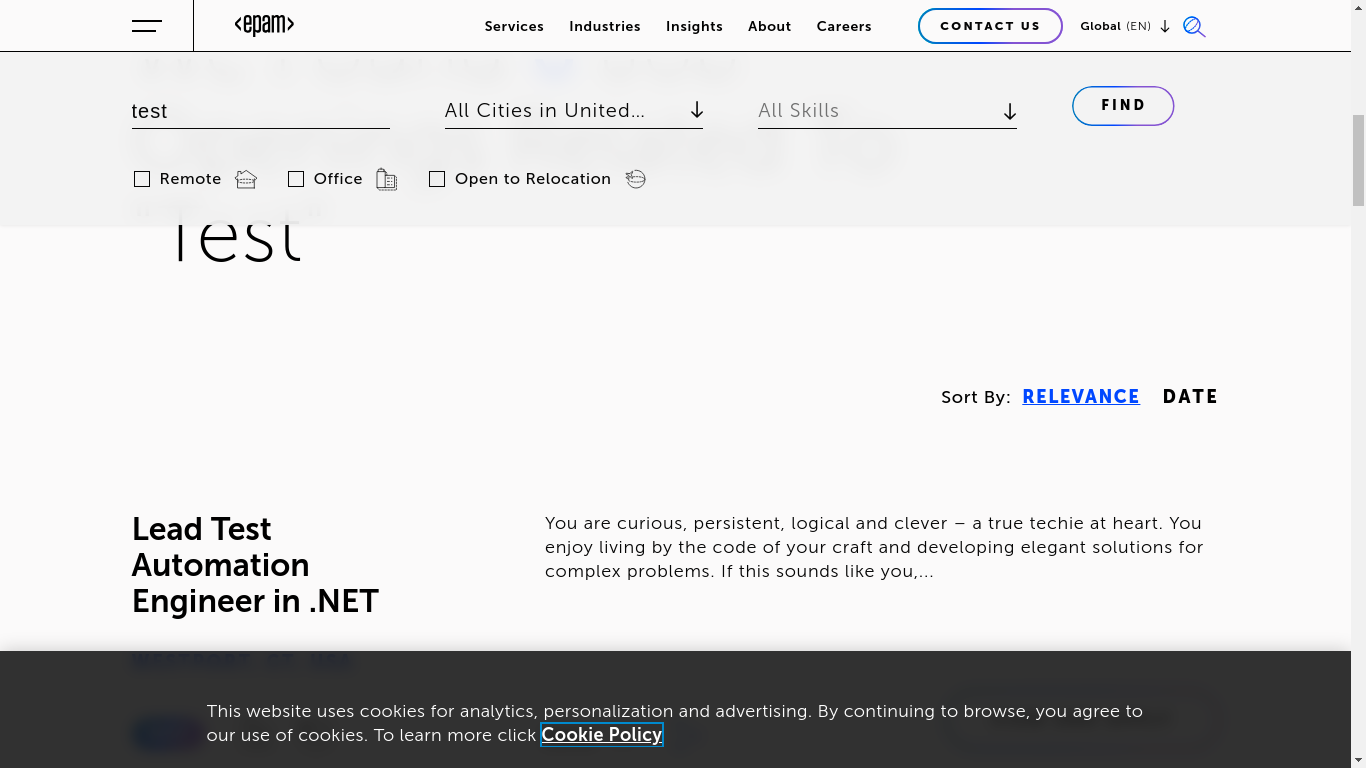 <epam>
Services Industries Insights About Careers CONTACT US Global (EN)
test All Cities in United... All Skills FIND
Remote Office Open to Relocation
Test
Sort By: RELEVANCE DATE
Lead Test
Automation
Engineer in .NET
You are curious, persistent, logical and clever – a true techie at heart. You
enjoy living by the code of your craft and developing elegant solutions for
complex problems. If this sounds like you,...
This website uses cookies for analytics, personalization and advertising. By continuing to browse, you agree to
our use of cookies. To learn more click Cookie Policy